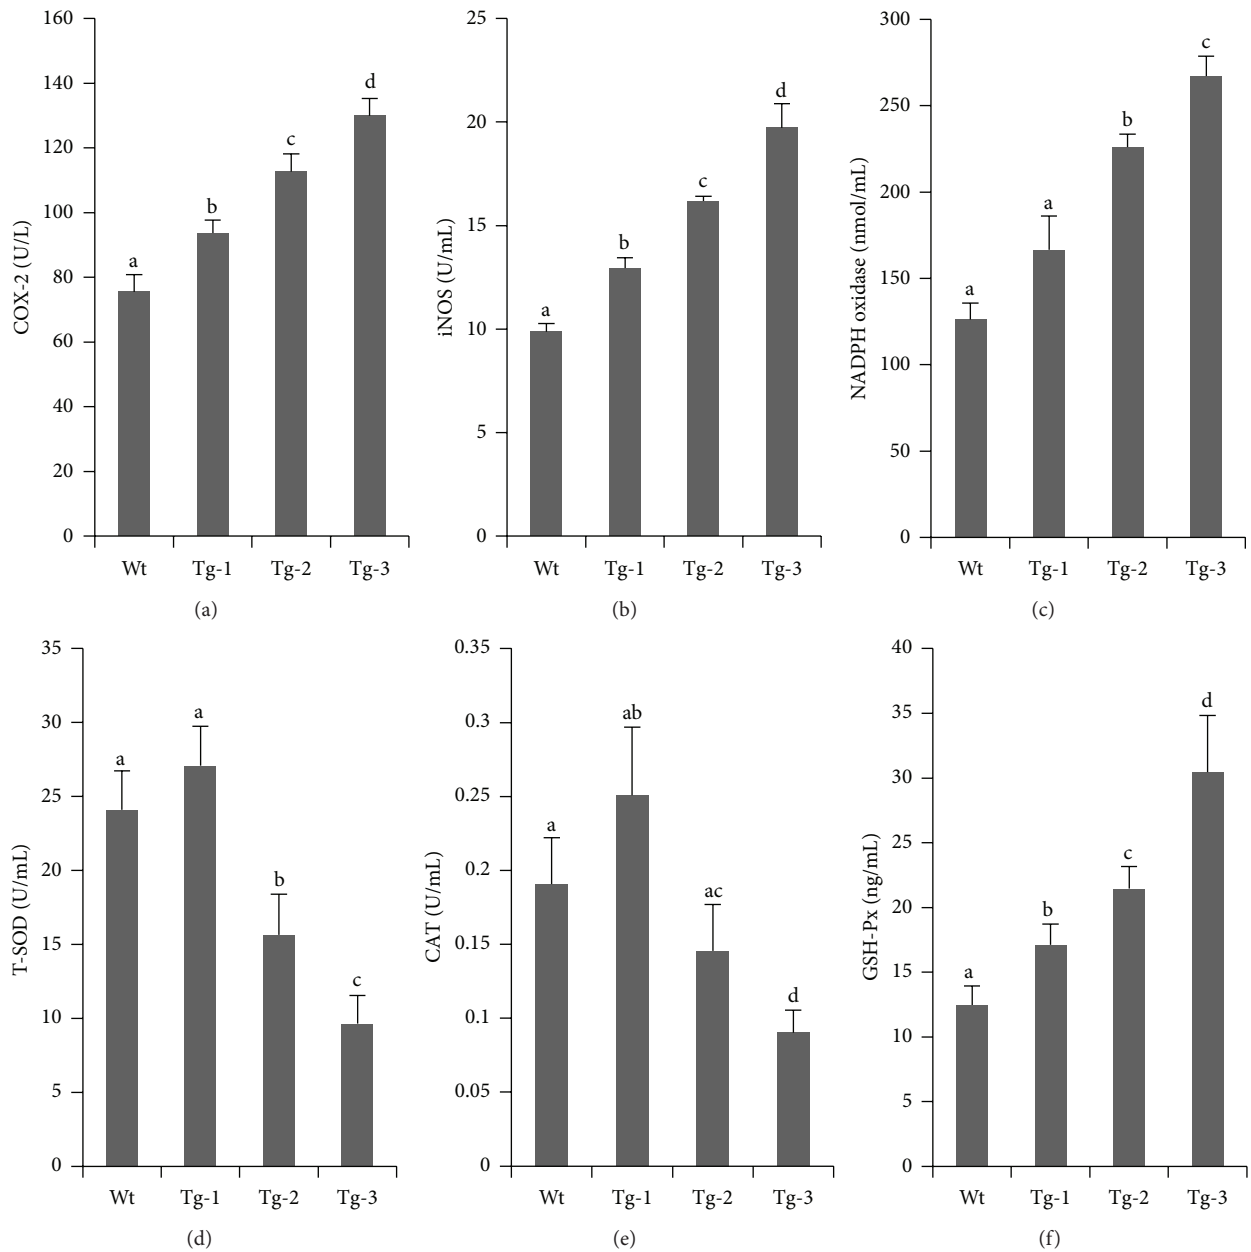 160
140
120
100
80
60
40
20
0
COX-2 (U/L)
a
b
c
d
Wt Tg-1 Tg-2 Tg-3
(a)
25
20
15
10
5
0
iNOS (U/mL)
a
b
c
d
Wt Tg-1 Tg-2 Tg-3
(b)
300
250
200
150
100
50
0
NADPH oxidase (nmol/mL)
a
a
b
c
Wt Tg-1 Tg-2 Tg-3
(c)
35
30
25
20
15
10
5
0
T-SOD (U/mL)
a
a
b
c
Wt Tg-1 Tg-2 Tg-3
(d)
0.35
0.3
0.25
0.2
0.15
0.1
0.05
0
CAT (U/mL)
a
ab
ac
d
Wt Tg-1 Tg-2 Tg-3
(e)
40
35
30
25
20
15
10
5
0
GSH-Px (ng/mL)
a
b
c
d
Wt Tg-1 Tg-2 Tg-3
(f)